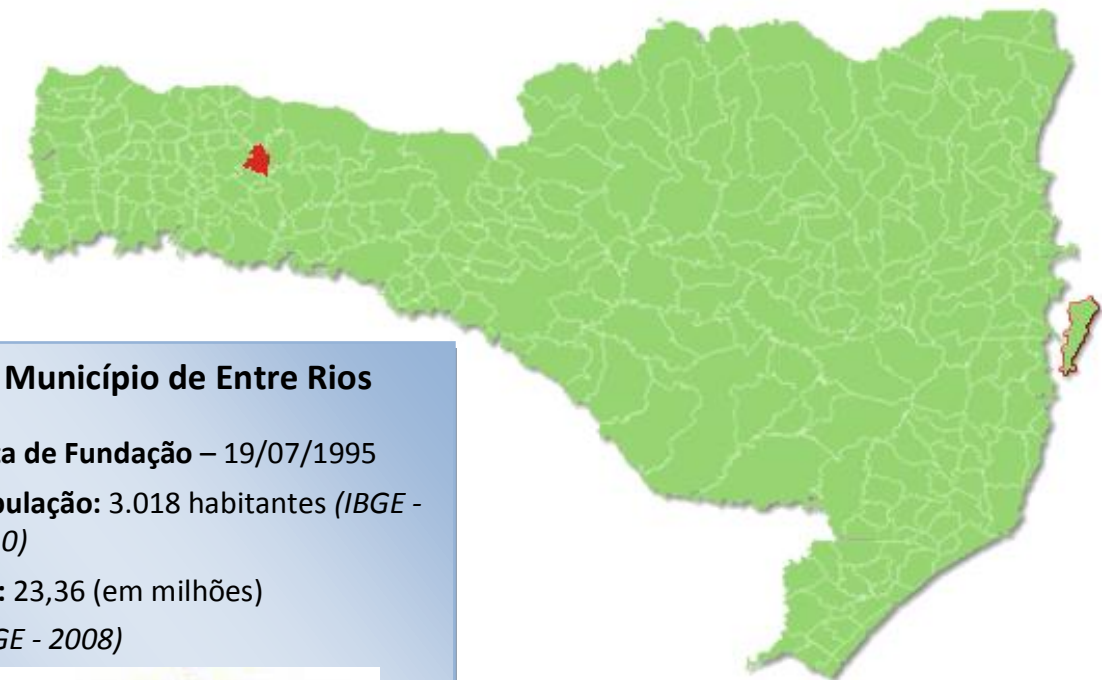 Município de Entre Rios
a de Fundação – 19/07/1995
pulação: 3.018 habitantes (IBGE -
0)
: 23,36 (em milhões)
GE - 2008)